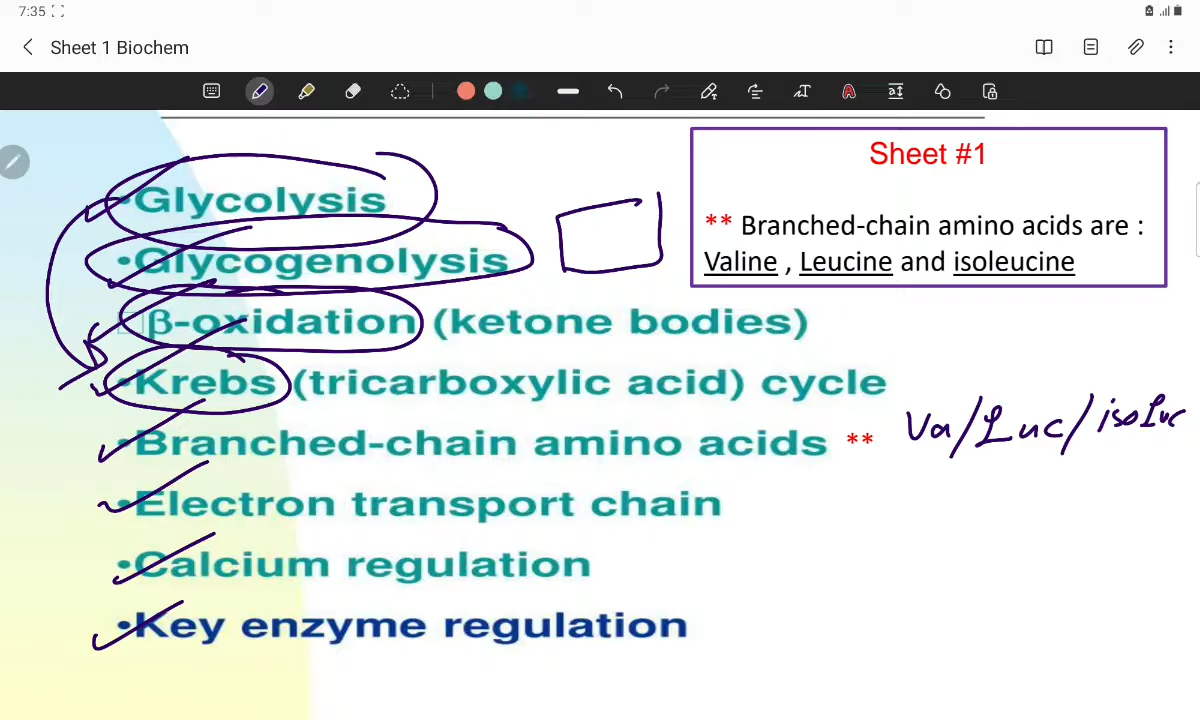 7:35
Sheet 1 Biochem
Sheet #1
** Branched-chain amino acids are :
Valine , Leucine and isoleucine
•Glycolysis
•Glycogenolysis
β-oxidation (ketone bodies)
•Krebs (tricarboxylic acid) cycle
•Branched-chain amino acids **
Va/Luc/isoLuc
•Electron transport chain
•Calcium regulation
•Key enzyme regulation